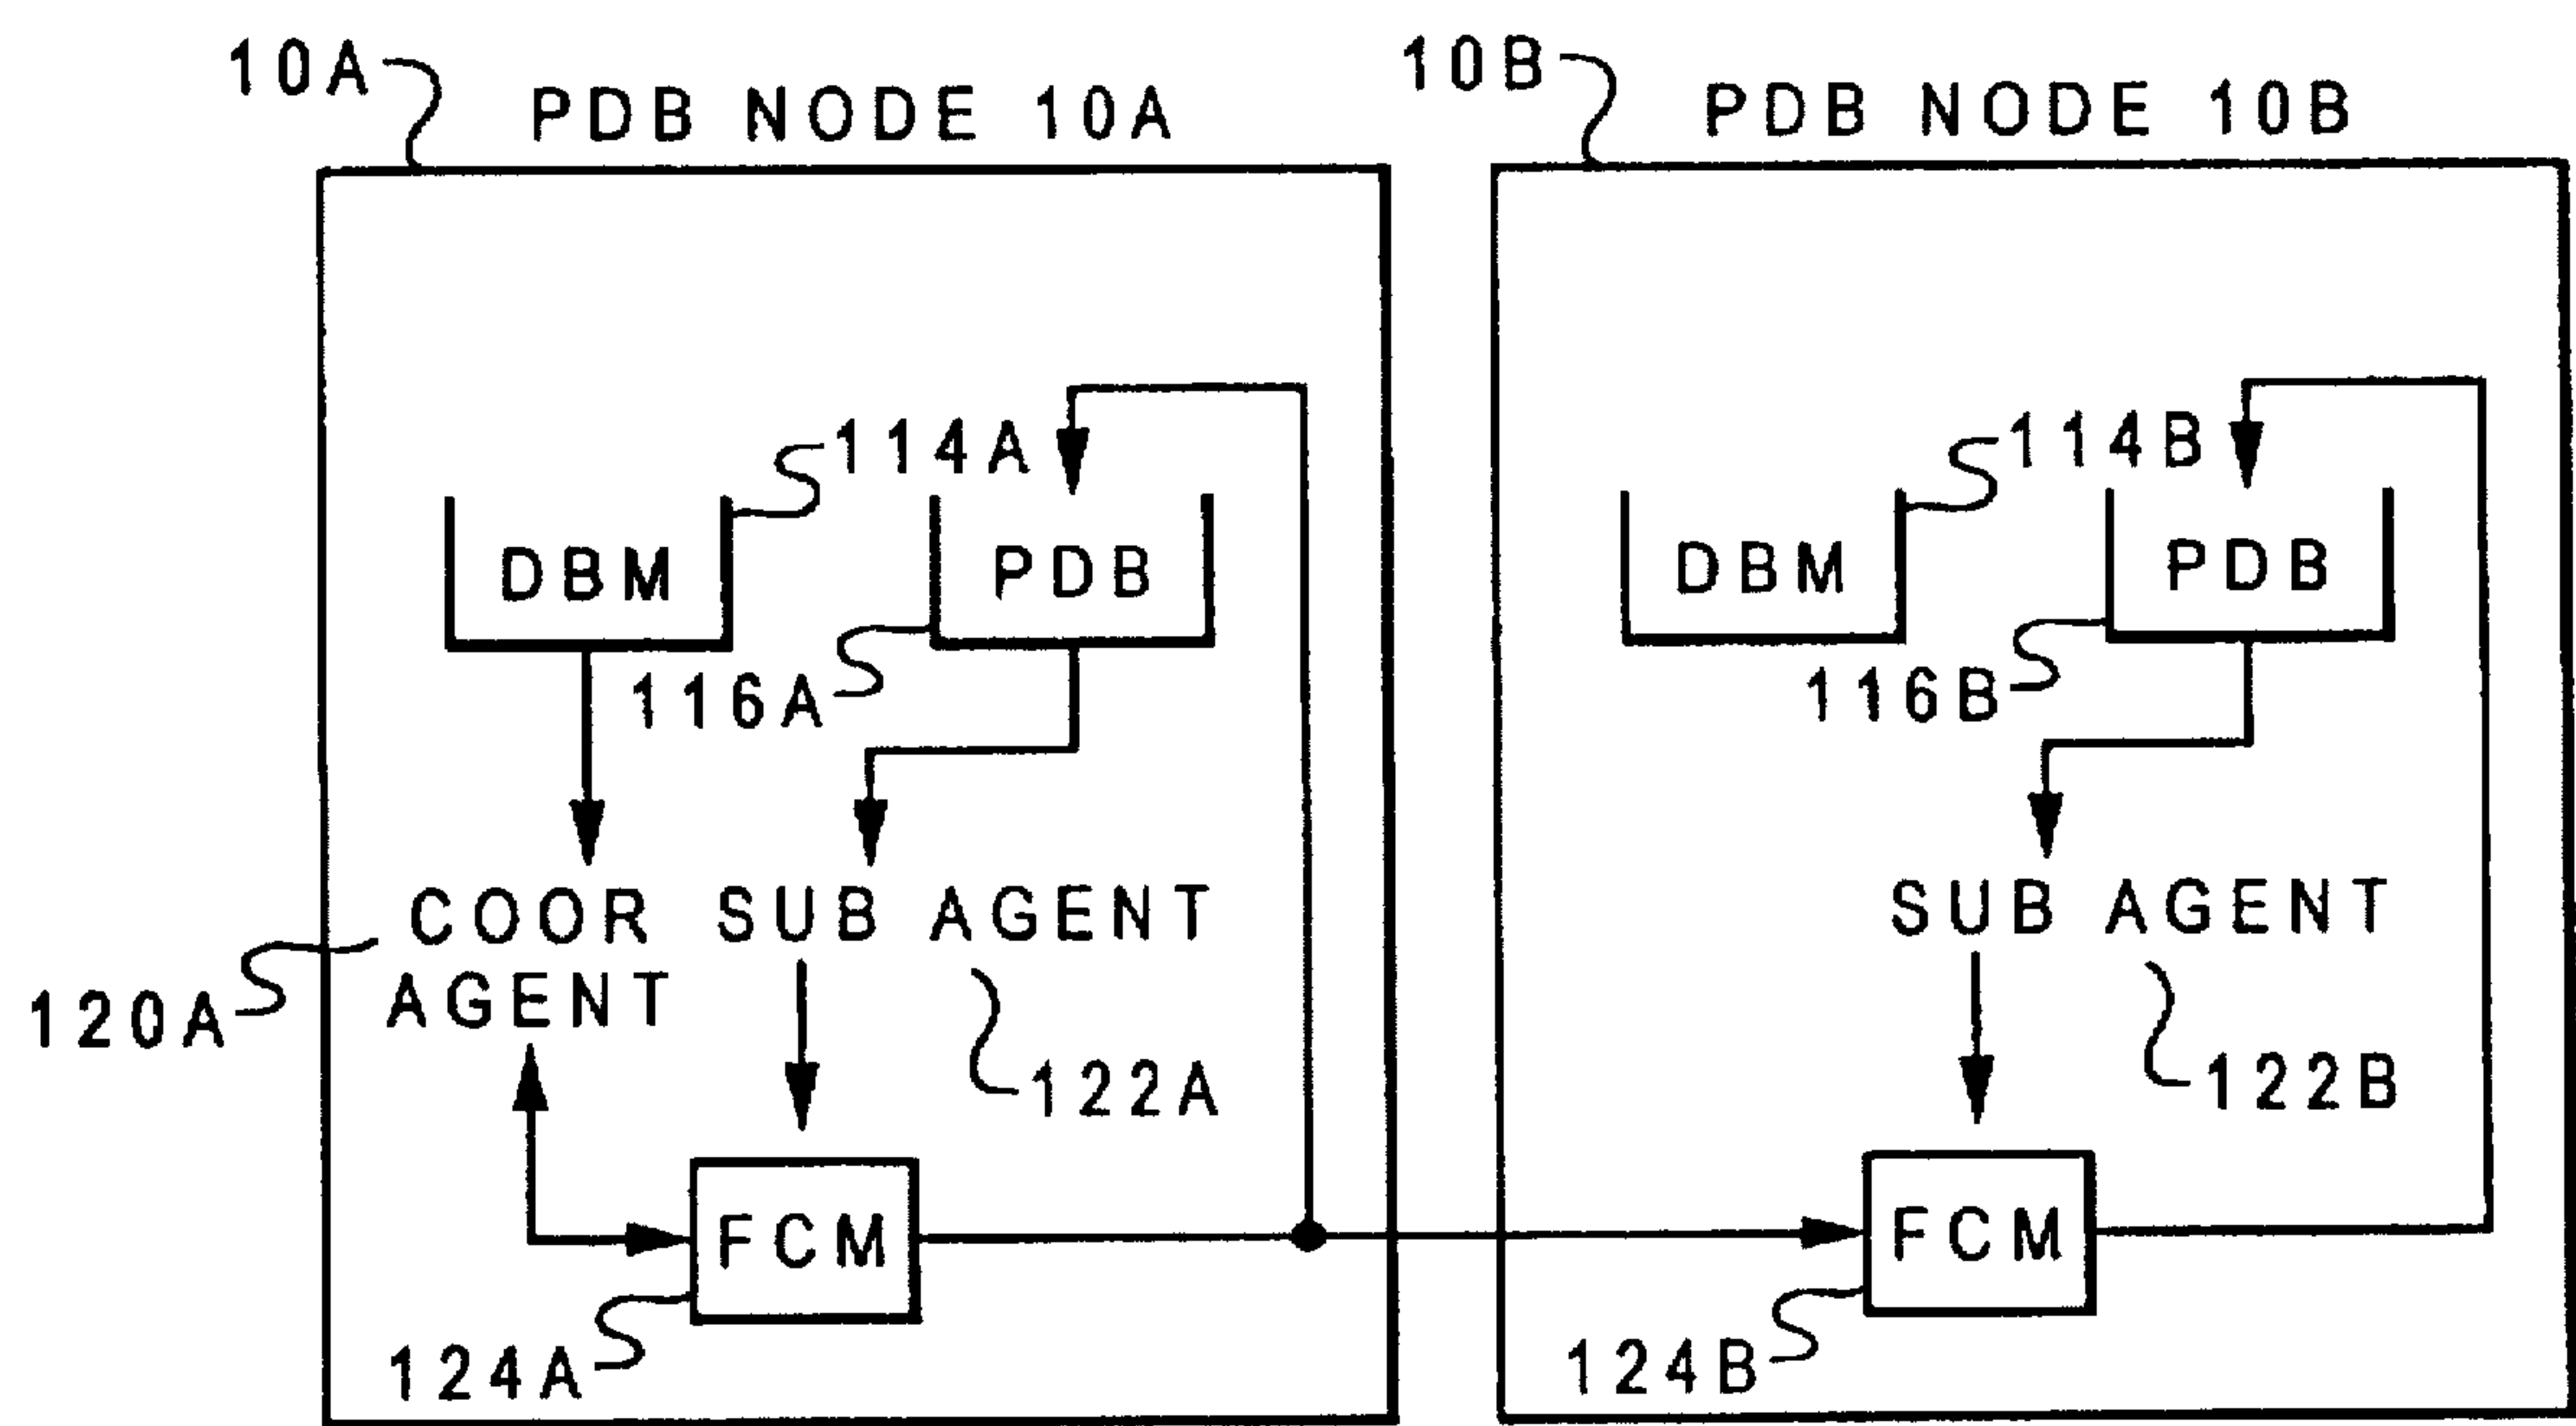 10A
PDB NODE 10A
114A
DBM
PDB
116A
COOR
AGENT
SUB AGENT
120A
122A
FCM
124A
10B
PDB NODE 10B
114B
DBM
PDB
116B
SUB AGENT
122B
FCM
124B